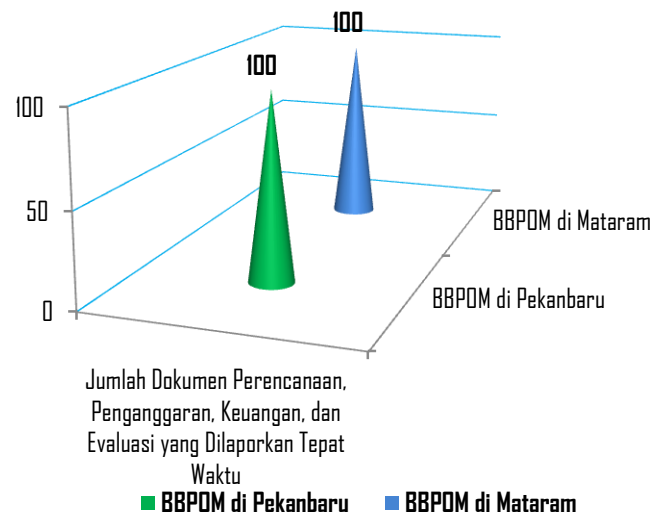 100
100
100
50
0
BBPOM di Mataram
BBPOM di Pekanbaru
Jumlah Dokumen Perencanaan,
Penganggaran, Keuangan, dan
Evaluasi yang Dilaporkan Tepat
Waktu
BBPOM di Pekanbaru BBPOM di Mataram